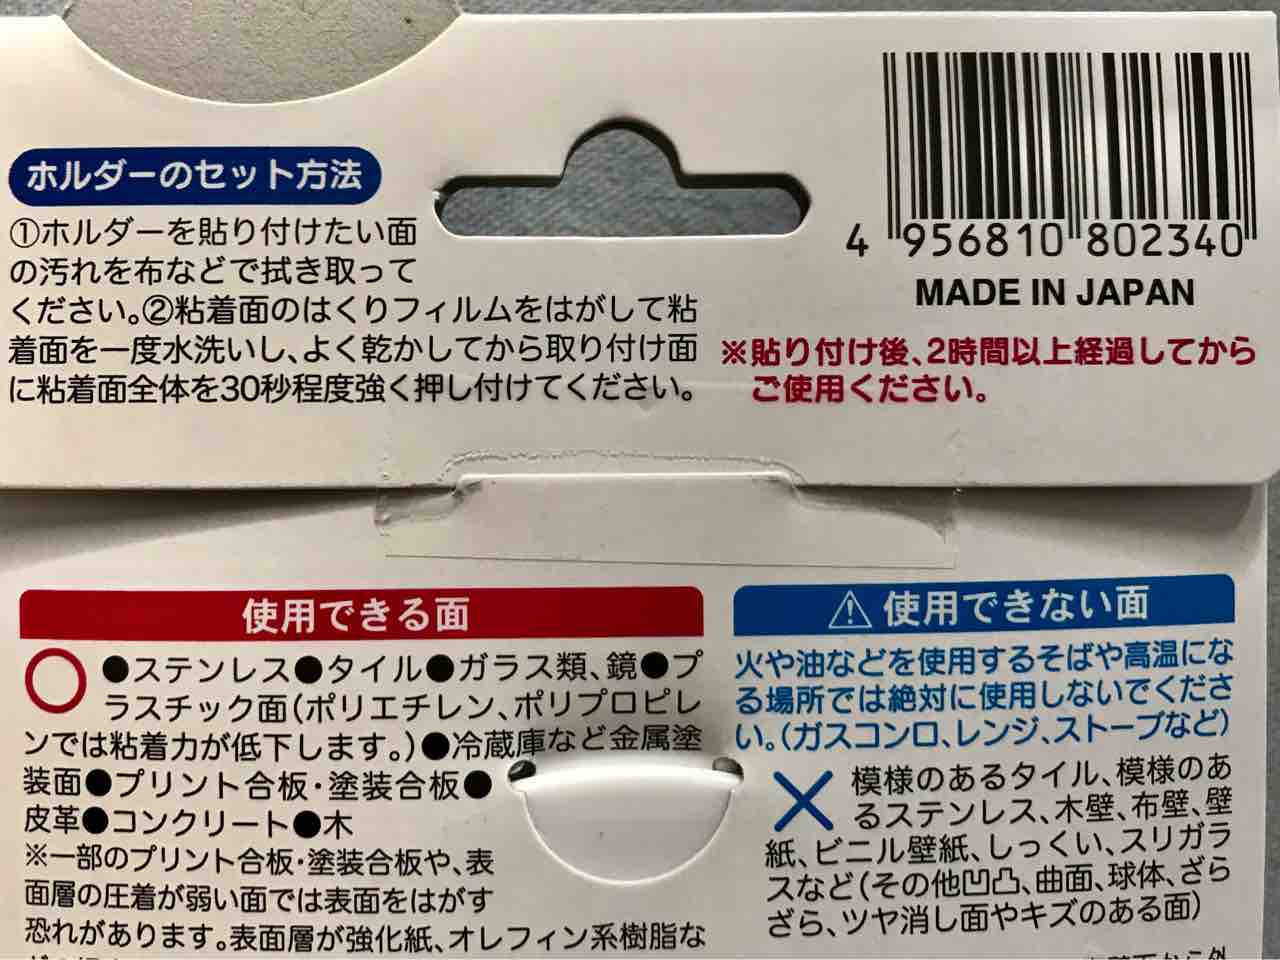 ホルダーのセット方法
①ホルダーを貼り付けたい面
の汚れを布などで拭き取って
ください。②粘着面のはくりフィルムをはがして粘
着面を一度水洗いし、よく乾かしてから取り付け面
に粘着面全体を30秒程度強く押し付けてください。
4 956810 802340
MADE IN JAPAN
※貼り付け後、2時間以上経過してから
ご使用ください。
使用できる面
●ステンレス●タイル●ガラス類、鏡●プ
ラスチック面(ポリエチレン、ポリプロピレ
ンでは粘着力が低下します。)●冷蔵庫など金属塗
装面●プリント合板・塗装合板●
皮革●コンクリート●木
※一部のプリント合板・塗装合板や、表
面層の圧着が弱い面では表面をはがす
恐れがあります。表面層が強化紙、オレフィン系樹脂な
使用できない面
火や油などを使用するそばや高温にな
る場所では絶対に使用しないでくださ
い。(ガスコンロ、レンジ、ストーブなど)
模様のあるタイル、模様のあ
るステンレス、木壁、布壁、壁
紙、ビニル壁紙、しっくい、スリガラ
スなど(その他凹凸、曲面、球体、ざら
ざら、ツヤ消し面やキズのある面)